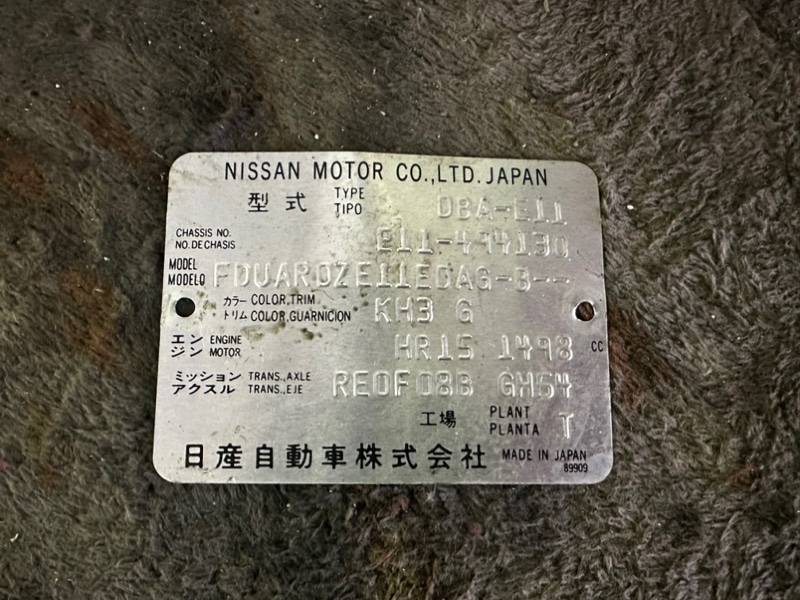 NISSAN MOTOR CO.,LTD. JAPAN
型式 TYPE TIPO DBA-E11
CHASSIS NO. NO. DE CHASIS E11-494130
MODEL MODELO FDUARDZE11EDAG-B--
カラー トリム COLOR,TRIM COLOR,GUARNICION KH3 G
エンジン ENGINE MOTOR HR15 1498 CC
ミッション アクスル TRANS.,AXLE TRANS.,EJE RE0F08B GH54
工場 PLANT PLANTA T
日産自動車株式会社 MADE IN JAPAN
89909